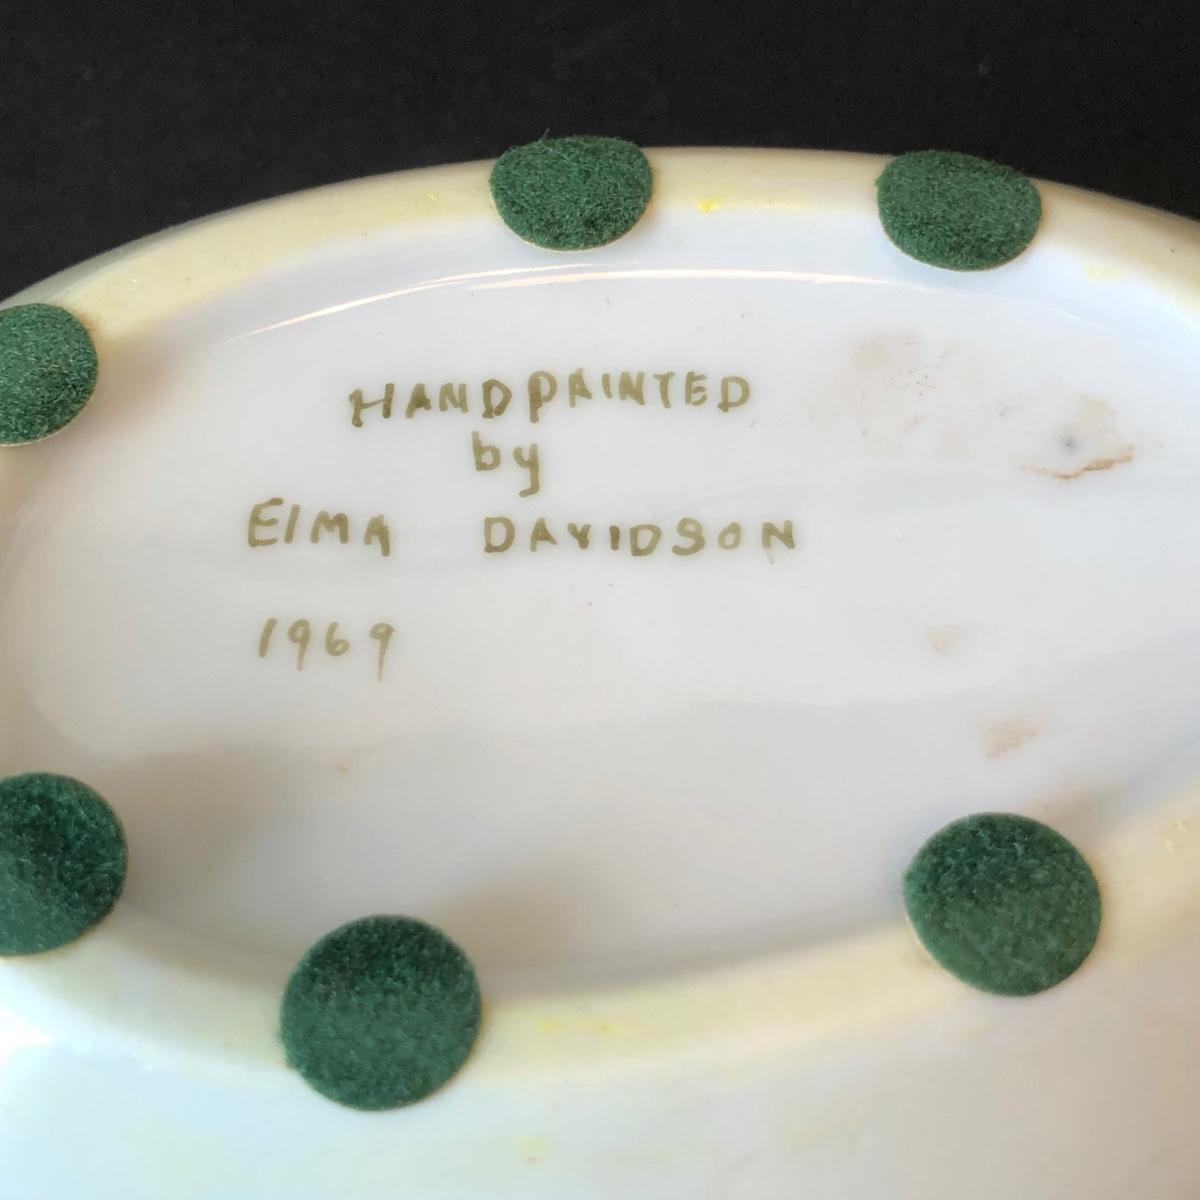 HANDPAINTED
by
ElMA DAVIDSON
1969